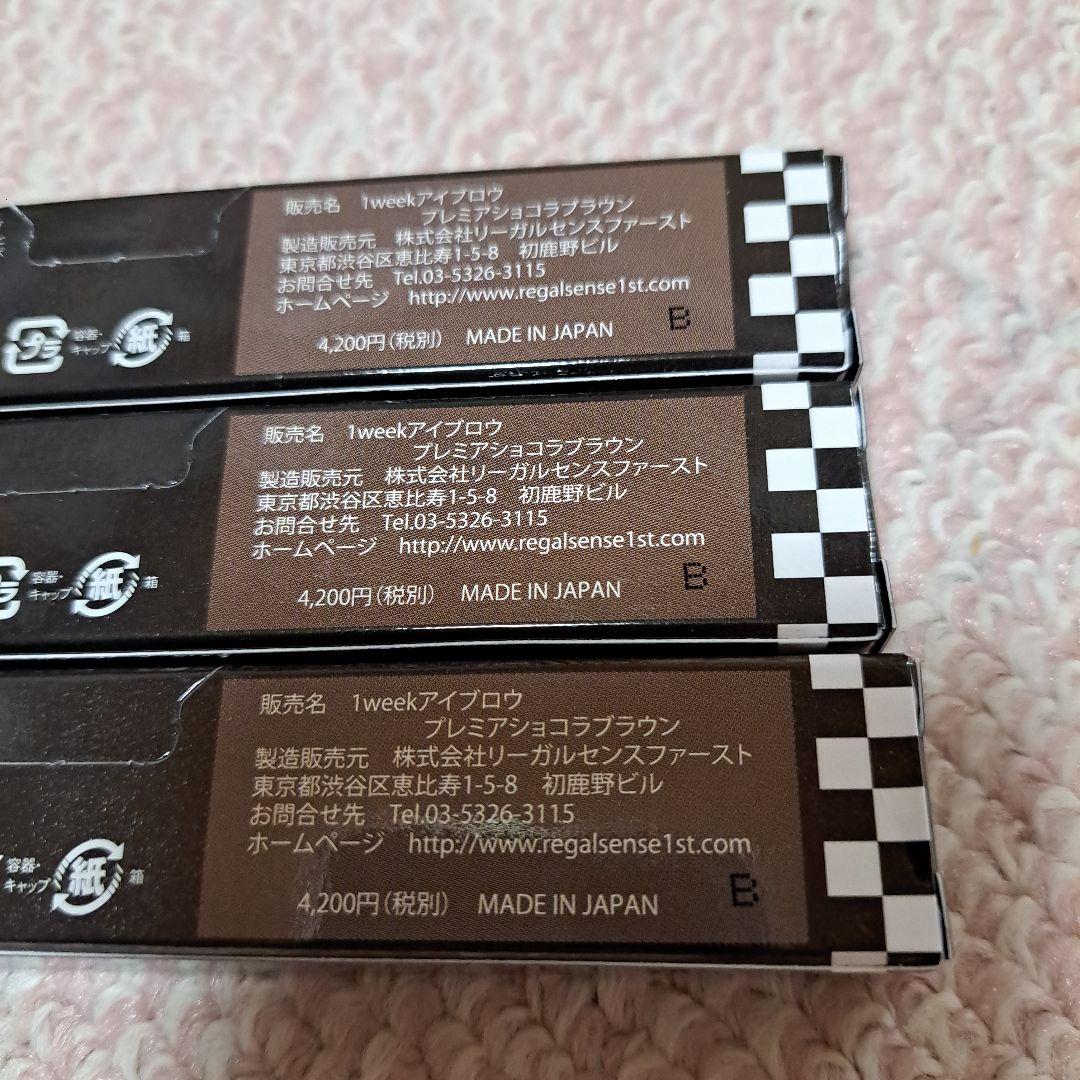 販売名 1weekアイブロウ
プレミアショコラブラウン
製造販売元 株式会社リーガルセンスファースト
東京都渋谷区恵比寿1-5-8 初鹿野ビル
お問合せ先 Tel.03-5326-3115
ホームページ http://www.regalsense1st.com
4,200円(税別) MADE IN JAPAN
B
プラ
容器・
キャップ
紙
箱
販売名 1weekアイブロウ
プレミアショコラブラウン
製造販売元 株式会社リーガルセンスファースト
東京都渋谷区恵比寿1-5-8 初鹿野ビル
お問合せ先 Tel.03-5326-3115
ホームページ http://www.regalsense1st.com
4,200円(税別) MADE IN JAPAN
B
容器・
キャップ
紙
箱
販売名 1weekアイブロウ
プレミアショコラブラウン
製造販売元 株式会社リーガルセンスファースト
東京都渋谷区恵比寿1-5-8 初鹿野ビル
お問合せ先 Tel.03-5326-3115
ホームページ http://www.regalsense1st.com
4,200円(税別) MADE IN JAPAN
B
容器・
キャップ
紙
箱